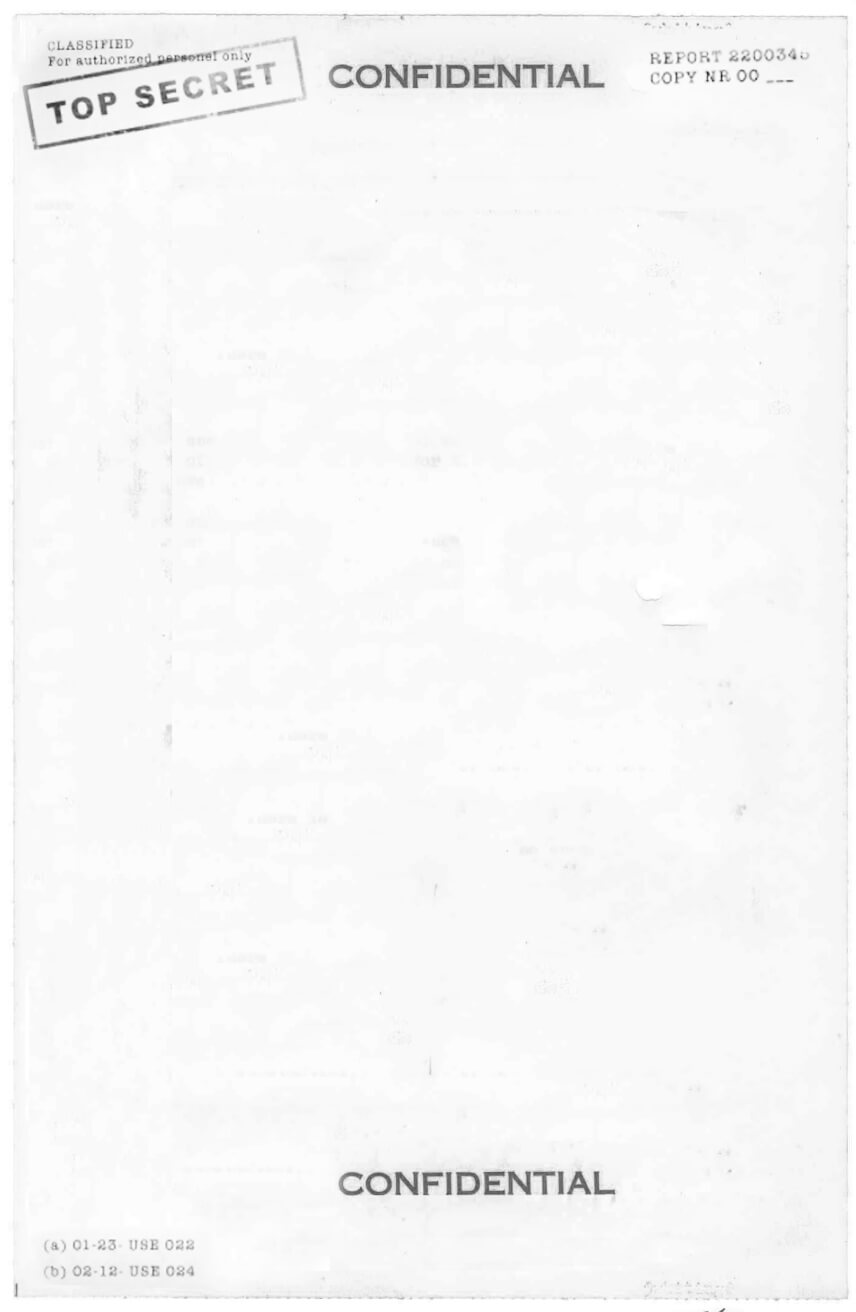 CLASSIFIED
For authorized personel only
TOP SECRET
CONFIDENTIAL
REPORT 2200345
COPY NR 00 ___
CONFIDENTIAL
(a) 01-23- USE 022
(b) 02-12- USE 024